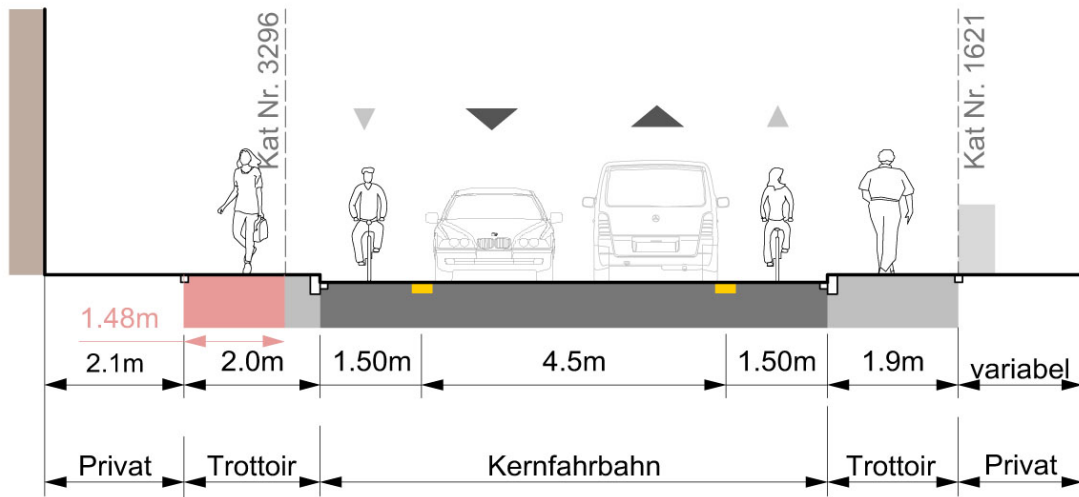 Kat Nr. 3296
Kat Nr. 1621
1.48m
2.1m
2.0m
1.50m
4.5m
1.50m
1.9m
variabel
Privat
Trottoir
Kernfahrbahn
Trottoir
Privat